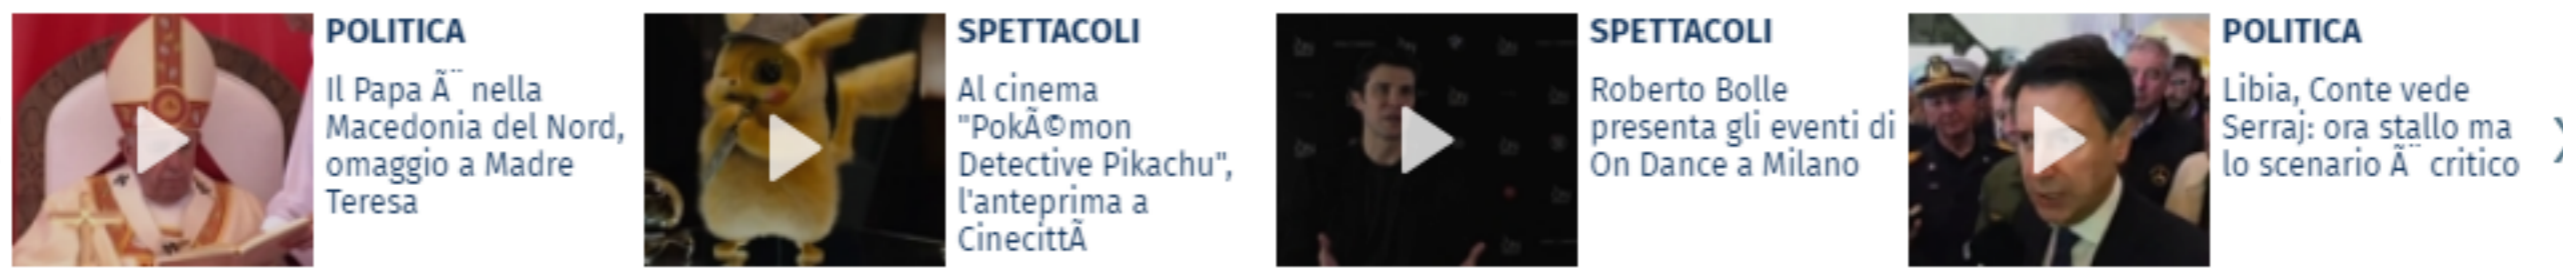 POLITICA
Il Papa Ã¨ nella
Macedonia del Nord,
omaggio a Madre
Teresa
SPETTACOLI
Al cinema
"PokÃ©mon
Detective Pikachu",
l'anteprima a
CinecittÃ
SPETTACOLI
Roberto Bolle
presenta gli eventi di
On Dance a Milano
POLITICA
Libia, Conte vede
Serraj: ora stallo ma
lo scenario Ã¨ critico